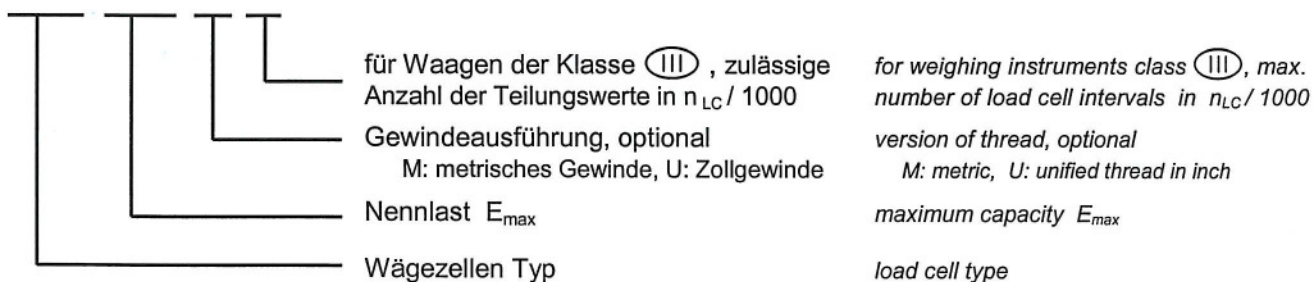 für Waagen der Klasse III , zulässige for weighing instruments class III, max.
Anzahl der Teilungswerte in n LC / 1000 number of load cell intervals in nLC / 1000
Gewindeausführung, optional version of thread, optional
M: metrisches Gewinde, U: Zollgewinde M: metric, U: unified thread in inch
Nennlast Emax maximum capacity Emax
Wägezellen Typ load cell type